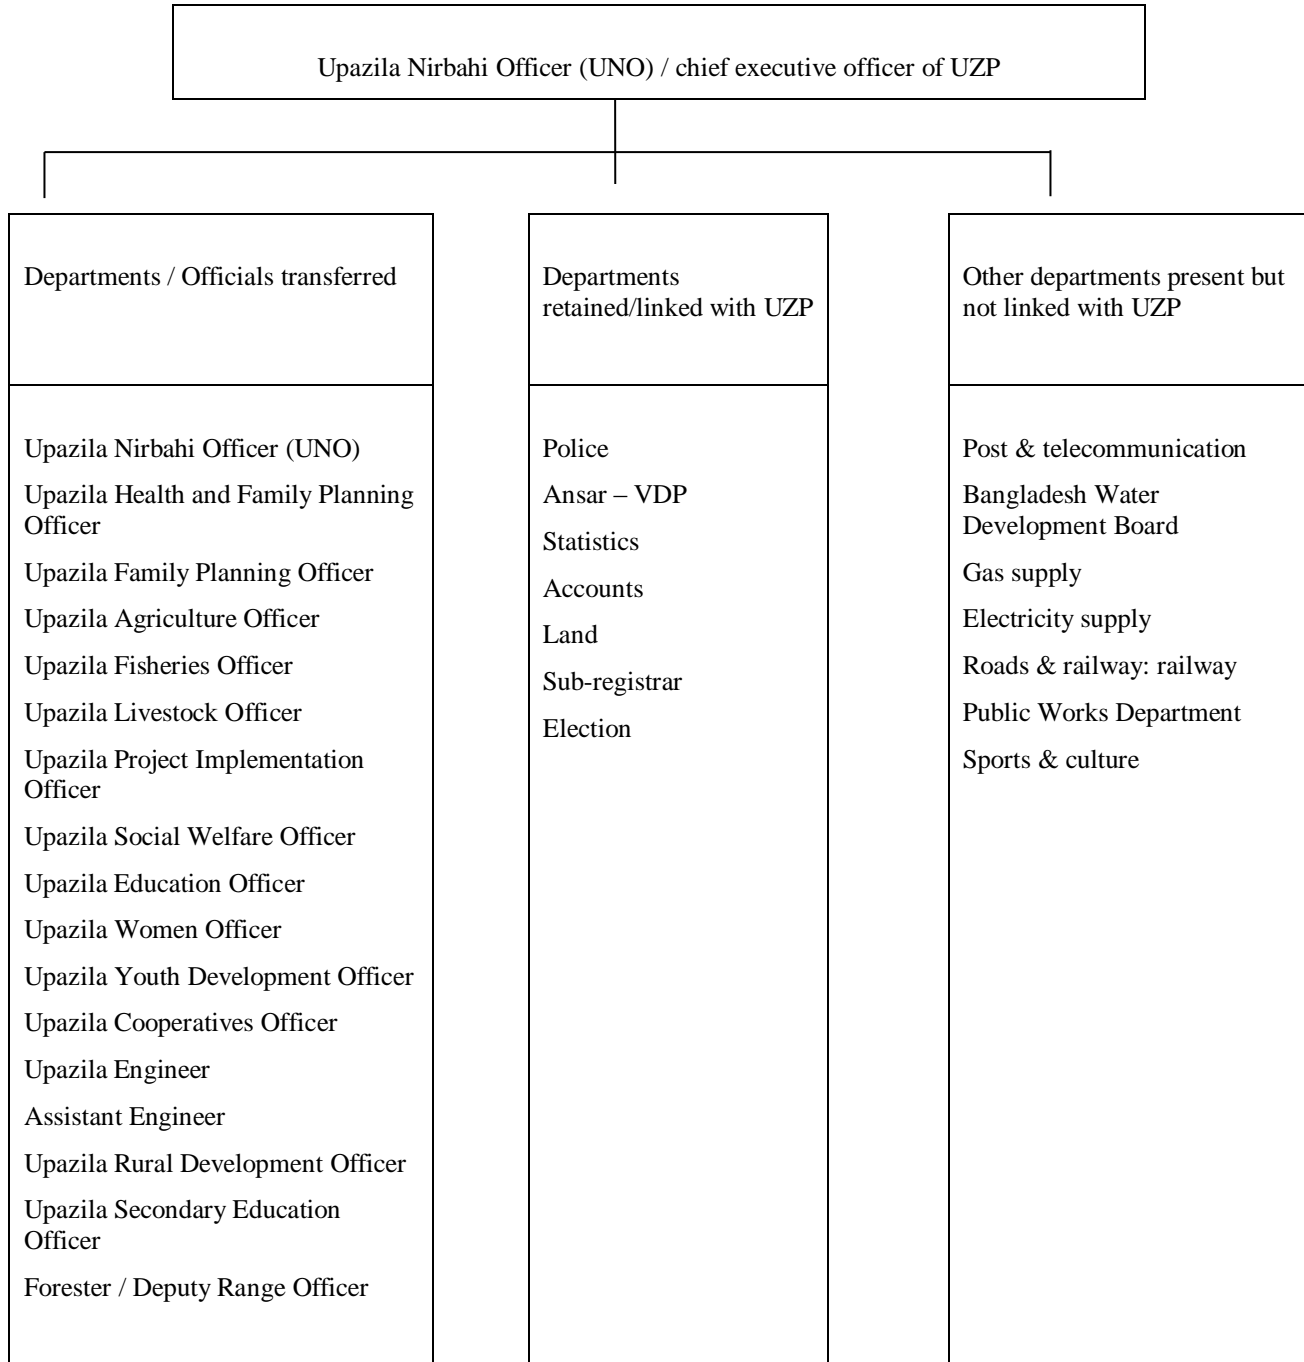 Upazila Nirbahi Officer (UNO) / chief executive officer of UZP
Departments / Officials transferred
Upazila Nirbahi Officer (UNO)
Upazila Health and Family Planning
Officer
Upazila Family Planning Officer
Upazila Agriculture Officer
Upazila Fisheries Officer
Upazila Livestock Officer
Upazila Project Implementation
Officer
Upazila Social Welfare Officer
Upazila Education Officer
Upazila Women Officer
Upazila Youth Development Officer
Upazila Cooperatives Officer
Upazila Engineer
Assistant Engineer
Upazila Rural Development Officer
Upazila Secondary Education
Officer
Forester / Deputy Range Officer
Departments
retained/linked with UZP
Police
Ansar – VDP
Statistics
Accounts
Land
Sub-registrar
Election
Other departments present but
not linked with UZP
Post & telecommunication
Bangladesh Water
Development Board
Gas supply
Electricity supply
Roads & railway: railway
Public Works Department
Sports & culture